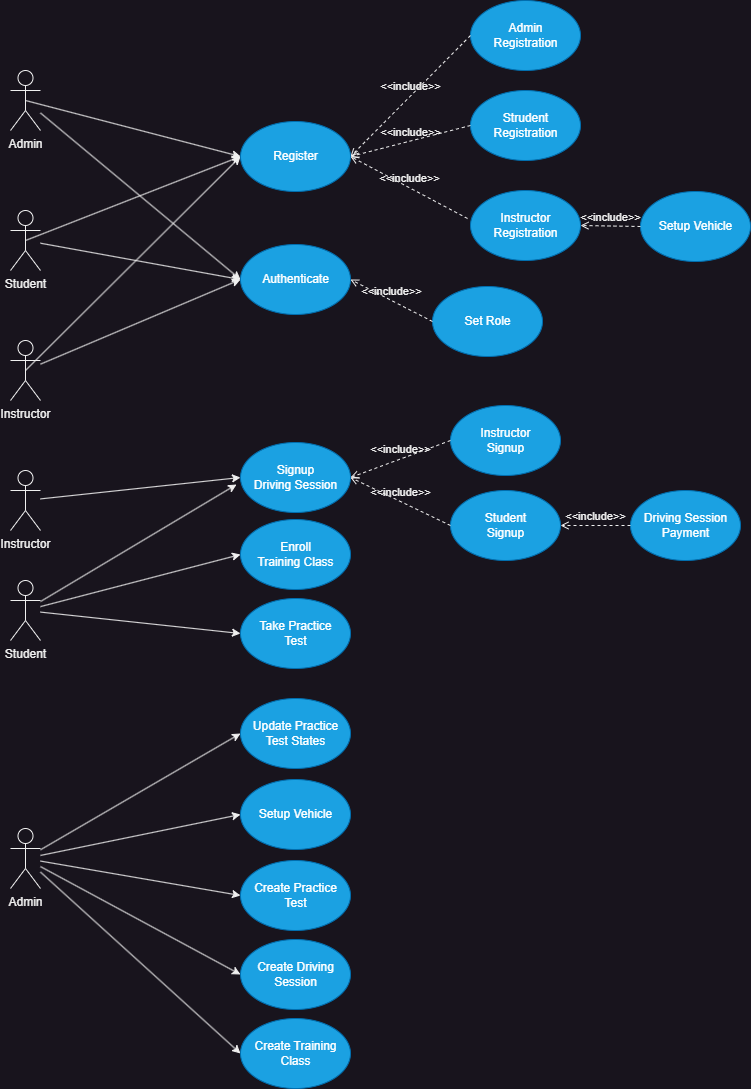 Admin
Registration
<<include>>
Admin
Strudent
Registration
<<include>>
Register
<<include>>
Instructor
Registration
<<include>>
Setup Vehicle
Student
Authenticate
<<include>>
Set Role
Instructor
Instructor
Signup
<<include>>
Signup
Driving Session
<<include>>
Student
Signup
<<include>>
Driving Session
Payment
Instructor
Enroll
Training Class
Take Practice
Test
Student
Update Practice
Test States
Setup Vehicle
Admin
Create Practice
Test
Create Driving
Session
Create Training
Class